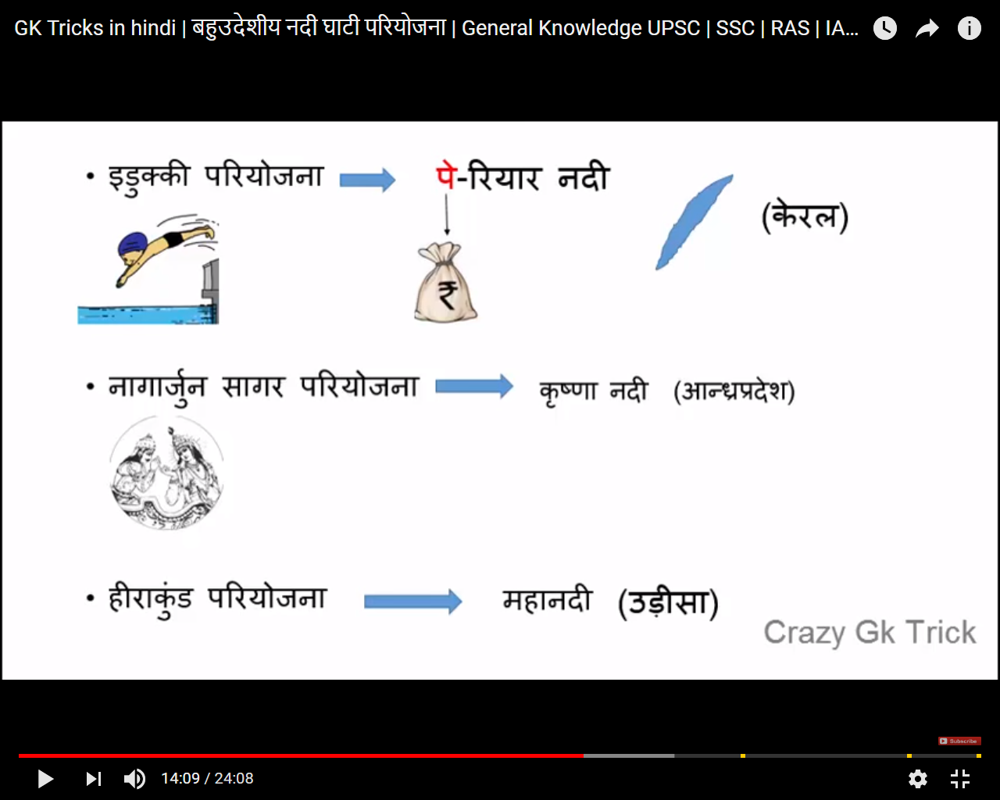 GK Tricks in hindi | बहुउदेशीय नदी घाटी परियोजना | General Knowledge UPSC | SSC | RAS | IA...
• इडुक्की परियोजना पे-रियार नदी
(केरल)
₹
• नागार्जुन सागर परियोजना कृष्णा नदी (आन्ध्रप्रदेश)
• हीराकुंड परियोजना महानदी (उड़ीसा)
Crazy Gk Trick
Subscribe
14:09 / 24:08